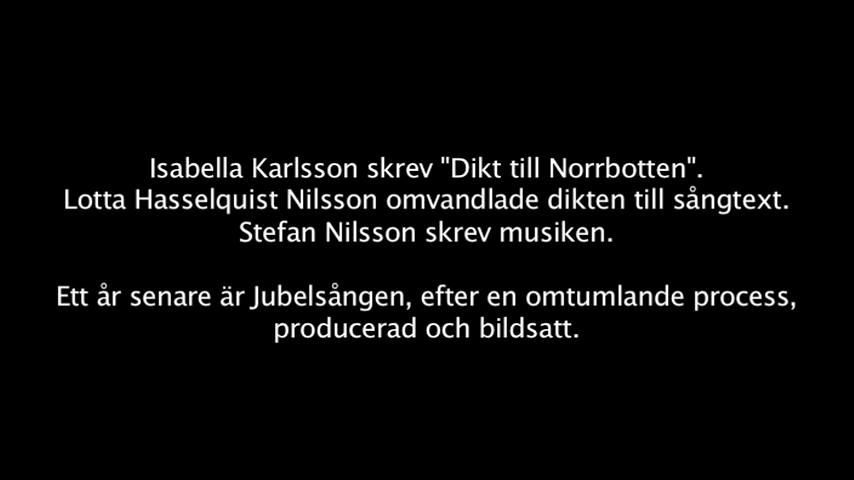 Isabella Karlsson skrev "Dikt till Norrbotten".
Lotta Hasselquist Nilsson omvandlade dikten till sångtext.
Stefan Nilsson skrev musiken.
Ett år senare är Jubelsången, efter en omtumlande process,
producerad och bildsatt.